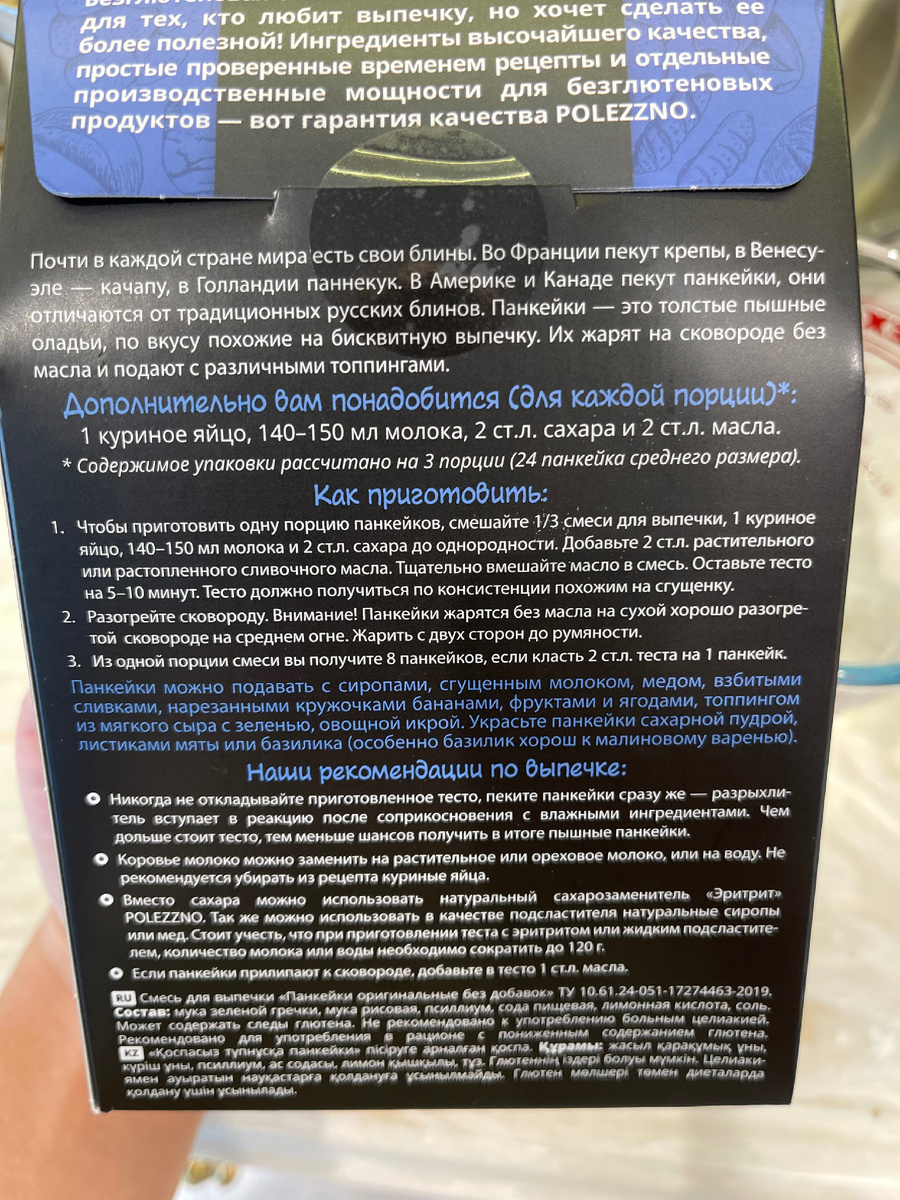 для тех, кто любит выпечку, но хочет сделать ее
более полезной! Ингредиенты высочайшего качества,
простые проверенные временем рецепты и отдельные
производственные мощности для безглютеновых
продуктов — вот гарантия качества POLEZZNO.
Почти в каждой стране мира есть свои блины. Во Франции пекут крепы, в Венесу-
эле — качапу, в Голландии паннекук. В Америке и Канаде пекут панкейки, они
отличаются от традиционных русских блинов. Панкейки — это толстые пышные
оладьи, по вкусу похожие на бисквитную выпечку. Их жарят на сковороде без
масла и подают с различными топпингами.
Дополнительно вам понадобится (для каждой порции)*:
1 куриное яйцо, 140–150 мл молока, 2 ст.л. сахара и 2 ст.л. масла.
* Содержимое упаковки рассчитано на 3 порции (24 панкейка среднего размера).
Как приготовить:
1. Чтобы приготовить одну порцию панкейков, смешайте 1/3 смеси для выпечки, 1 куриное
яйцо, 140–150 мл молока и 2 ст.л. сахара до однородности. Добавьте 2 ст.л. растительного
или растопленного сливочного масла. Тщательно вмешайте масло в смесь. Оставьте тесто
на 5–10 минут. Тесто должно получиться по консистенции похожим на сгущенку.
2. Разогрейте сковороду. Внимание! Панкейки жарятся без масла на сухой хорошо разогре-
той сковороде на среднем огне. Жарить с двух сторон до румяности.
3. Из одной порции смеси вы получите 8 панкейков, если класть 2 ст.л. теста на 1 панкейк.
Панкейки можно подавать с сиропами, сгущенным молоком, медом, взбитыми
сливками, нарезанными кружочками бананами, фруктами и ягодами, топпингом
из мягкого сыра с зеленью, овощной икрой. Украсьте панкейки сахарной пудрой,
листиками мяты или базилика (особенно базилик хорош к малиновому варенью).
Наши рекомендации по выпечке:
Никогда не откладывайте приготовленное тесто, пеките панкейки сразу же — разрыхли-
тель вступает в реакцию после соприкосновения с влажными ингредиентами. Чем
дольше стоит тесто, тем меньше шансов получить в итоге пышные панкейки.
Коровье молоко можно заменить на растительное или ореховое молоко, или на воду. Не
рекомендуется убирать из рецепта куриные яйца.
Вместо сахара можно использовать натуральный сахарозаменитель «Эритрит»
POLEZZNO. Так же можно использовать в качестве подсластителя натуральные сиропы
или мед. Стоит учесть, что при приготовлении теста с эритритом или жидким подсластите-
лем, количество молока или воды необходимо сократить до 120 г.
Если панкейки прилипают к сковороде, добавьте в тесто 1 ст.л. масла.
RU Смесь для выпечки «Панкейки оригинальные без добавок» ТУ 10.61.24-051-17274463-2019.
Состав: мука зеленой гречки, мука рисовая, псиллиум, сода пищевая, лимонная кислота, соль.
Может содержать следы глютена. Не рекомендовано к употреблению больным целиакией.
Рекомендовано для употребления в рационе с пониженным содержанием глютена.
KZ «Қоспасыз түпнұсқа панкейки» пісіруге арналған қоспа. Құрамы: жасыл қарақұмық ұны,
күріш ұны, псиллиум, ас содасы, лимон қышқылы, тұз. Глютеннің іздері болуы мүмкін. Целиаки-
ямен ауыратын науқастарға қолдануға ұсынылмайды. Глютен мөлшері төмен диеталарда
қолдану үшін ұсынылады.